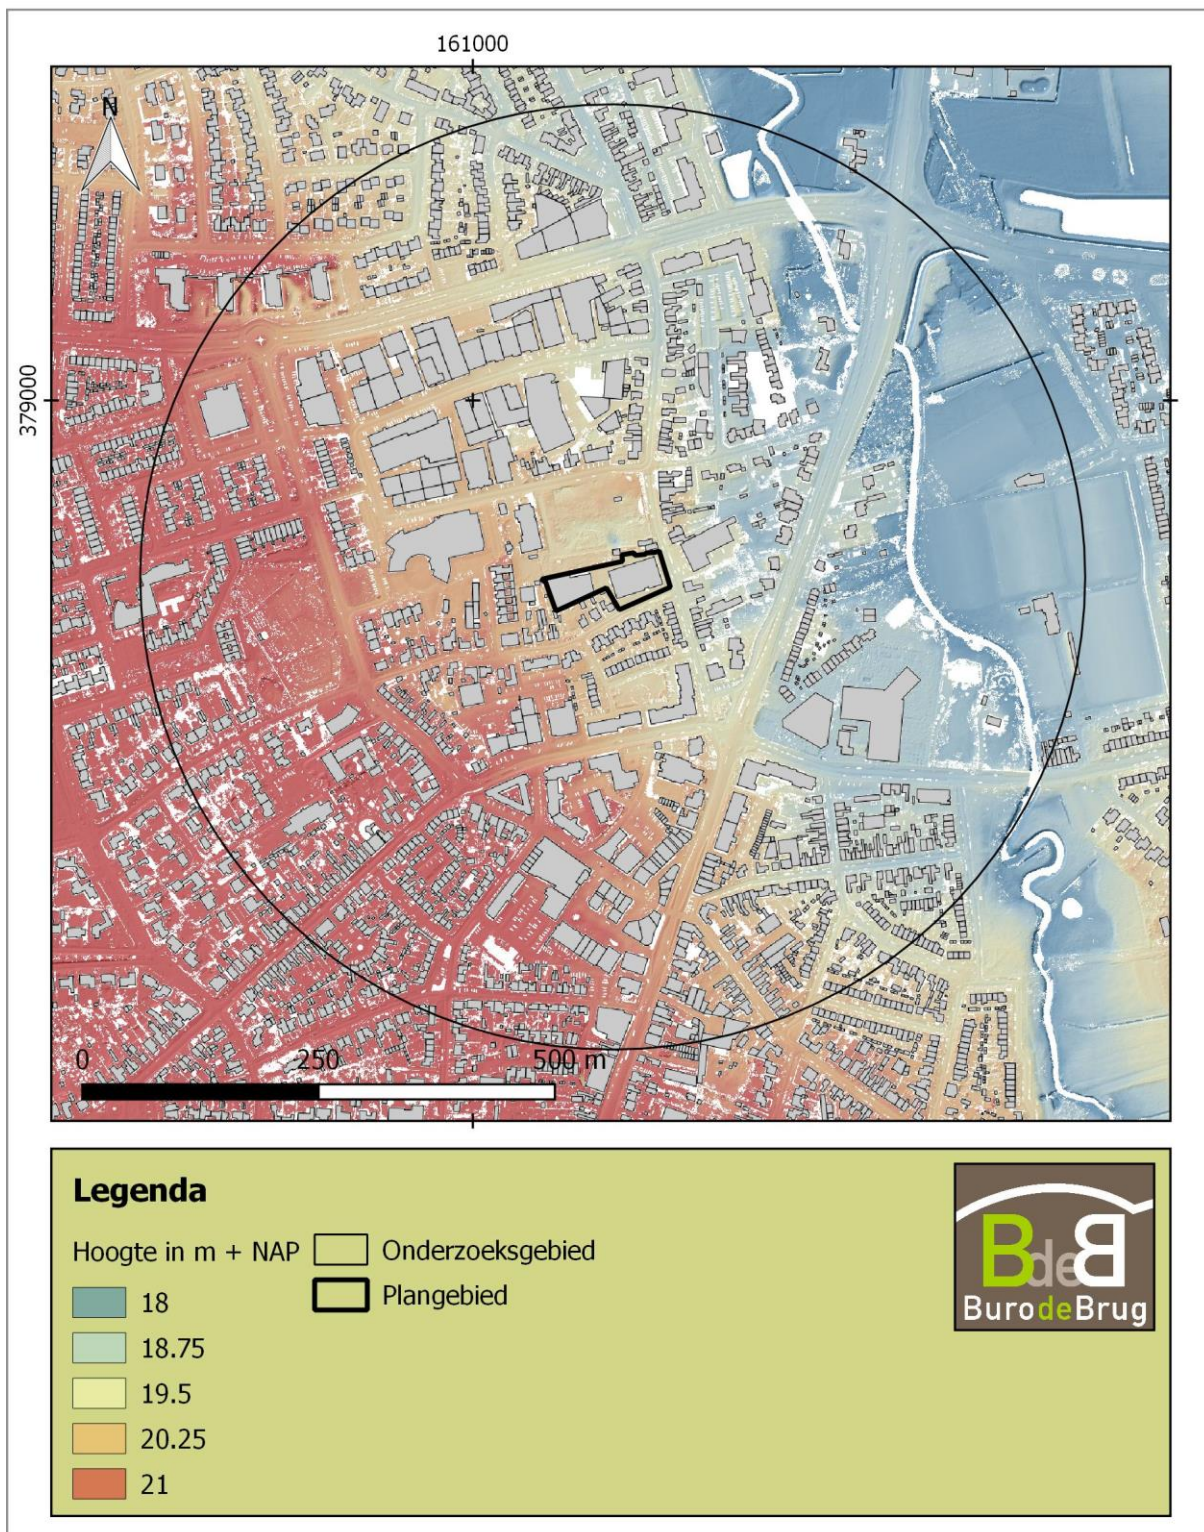 161000
379000
N
0 250 500 m
Legenda
Hoogte in m + NAP
18
18.75
19.5
20.25
21
Onderzoeksgebied
Plangebied
BdeB
BurodeBrug